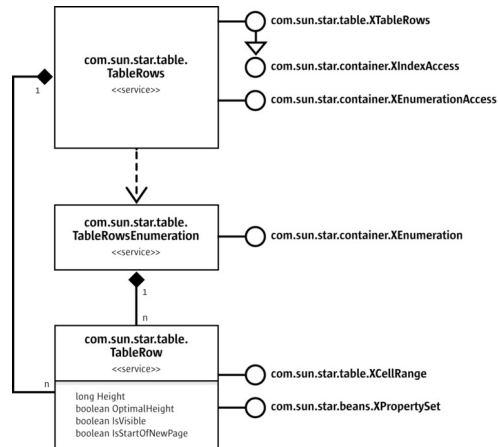 com.sun.star.table.
TableRows
<<service>>
com.sun.star.table.XTableRows
com.sun.star.container.XIndexAccess
com.sun.star.container.XEnumerationAccess
1
com.sun.star.table.
TableRowsEnumeration
<<service>>
com.sun.star.container.XEnumeration
1
n
com.sun.star.table.
TableRow
<<service>>
com.sun.star.table.XCellRange
com.sun.star.beans.XPropertySet
n
long Height
boolean OptimalHeight
boolean IsVisible
boolean IsStartOfNewPage